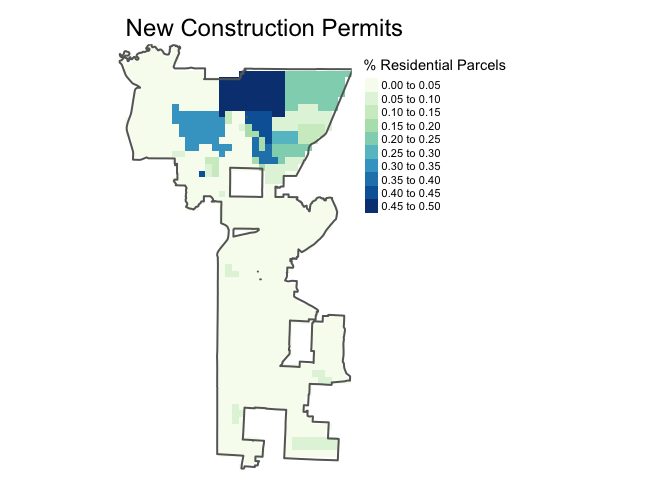 New Construction Permits
% Residential Parcels
0.00 to 0.05
0.05 to 0.10
0.10 to 0.15
0.15 to 0.20
0.20 to 0.25
0.25 to 0.30
0.30 to 0.35
0.35 to 0.40
0.40 to 0.45
0.45 to 0.50